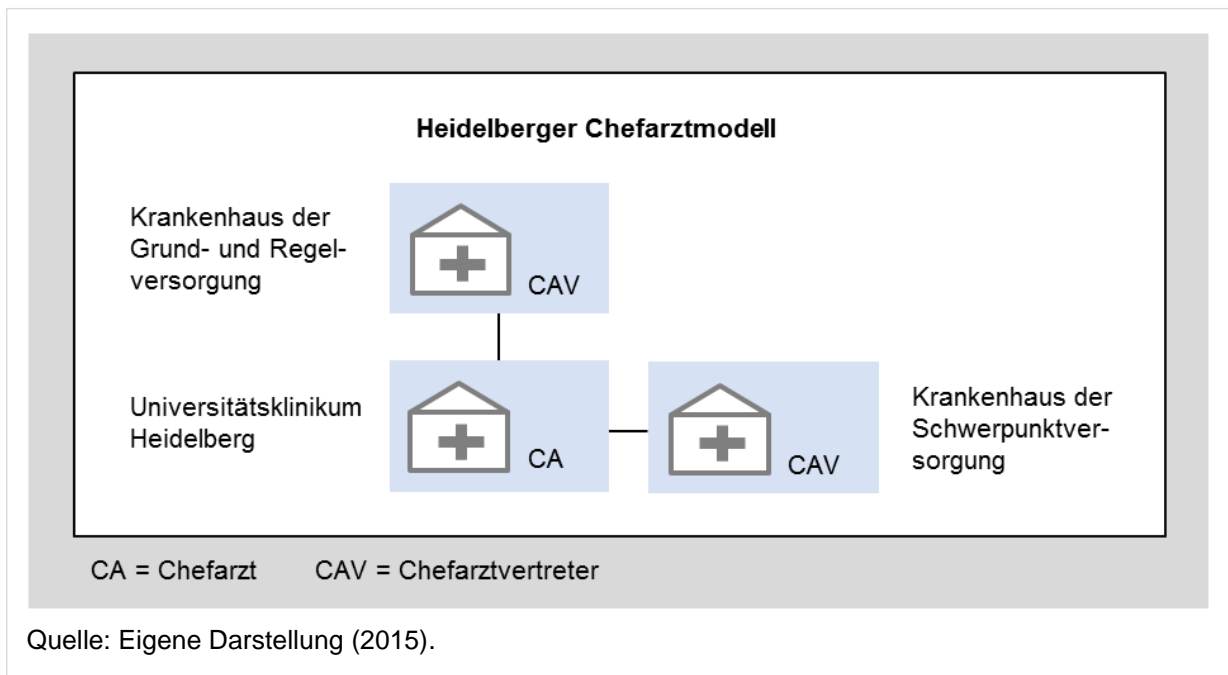 Heidelberger Chefarztmodell
Krankenhaus der
Grund- und Regel-
versorgung
CAV
Universitätsklinikum
Heidelberg
CA
CAV
Krankenhaus der
Schwerpunktver-
sorgung
CA = Chefarzt CAV = Chefarztvertreter
Quelle: Eigene Darstellung (2015).